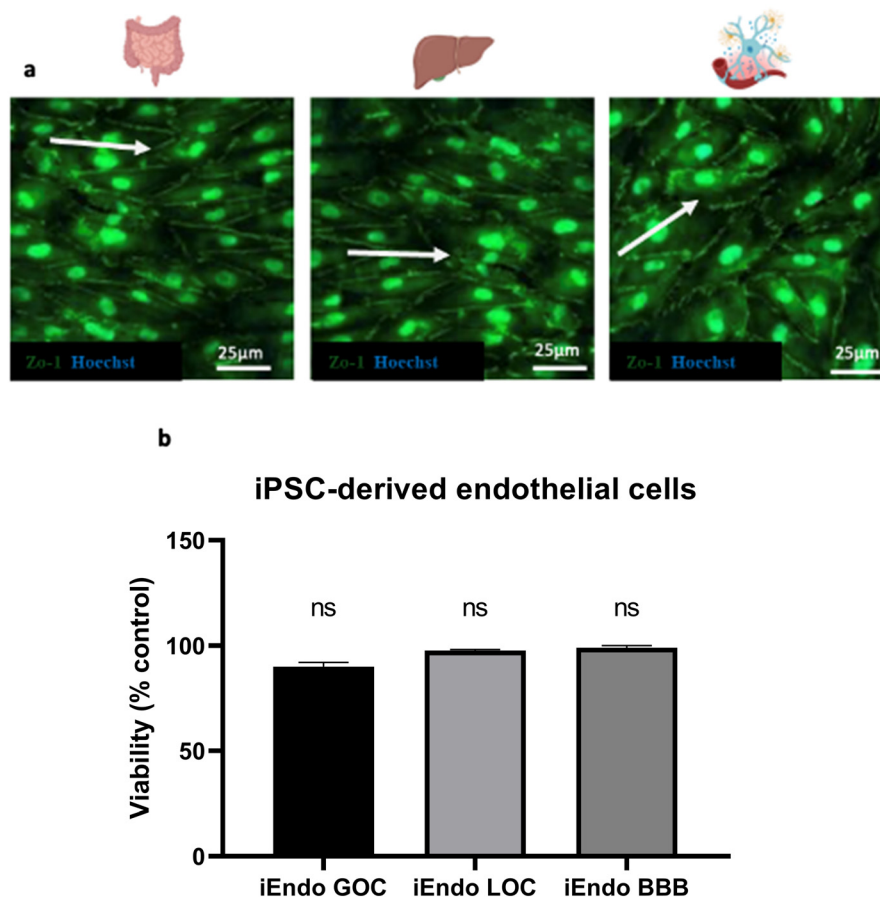 a
Zo-1 Hoechst 25µm
Zo-1 Hoechst 25µm
Zo-1 Hoechst 25µm
b
iPSC-derived endothelial cells
Viability (% control)
150
100
50
0
ns ns ns
iEndo GOC iEndo LOC iEndo BBB